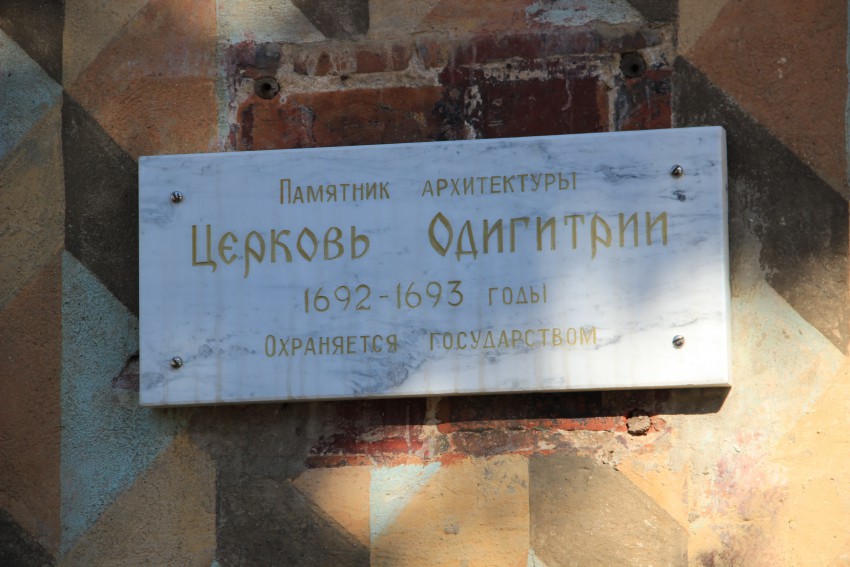 Памятник архитектуры
Церковь Одигитрии
1692-1693 годы
Охраняется государством